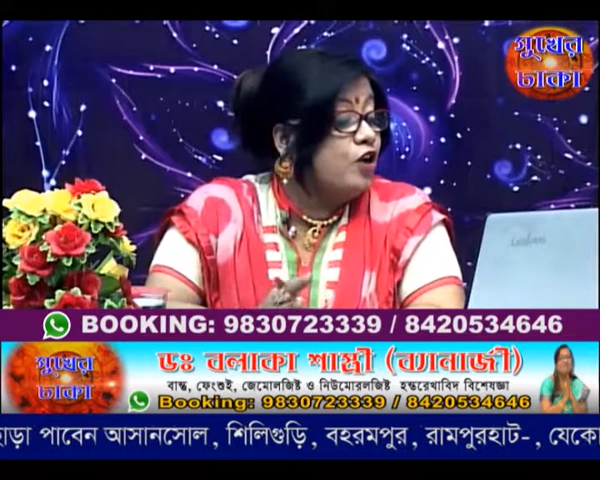 সুখের
চাকা
BOOKING: 9830723339 / 8420534646
সুখের
চাকা
ডঃ বলাকা শাস্ত্রী (ব্যানার্জী)
বাস্তু, ফেংশুই, জেমোলজিষ্ট ও নিউমোরলজিষ্ট হস্তরেখাবিদ বিশেষজ্ঞা
Booking: 9830723339 / 8420534646
হাড়া পাবেন আসানসোল, শিলিগুড়ি, বহরমপুর, রামপুরহাট-, যেকো